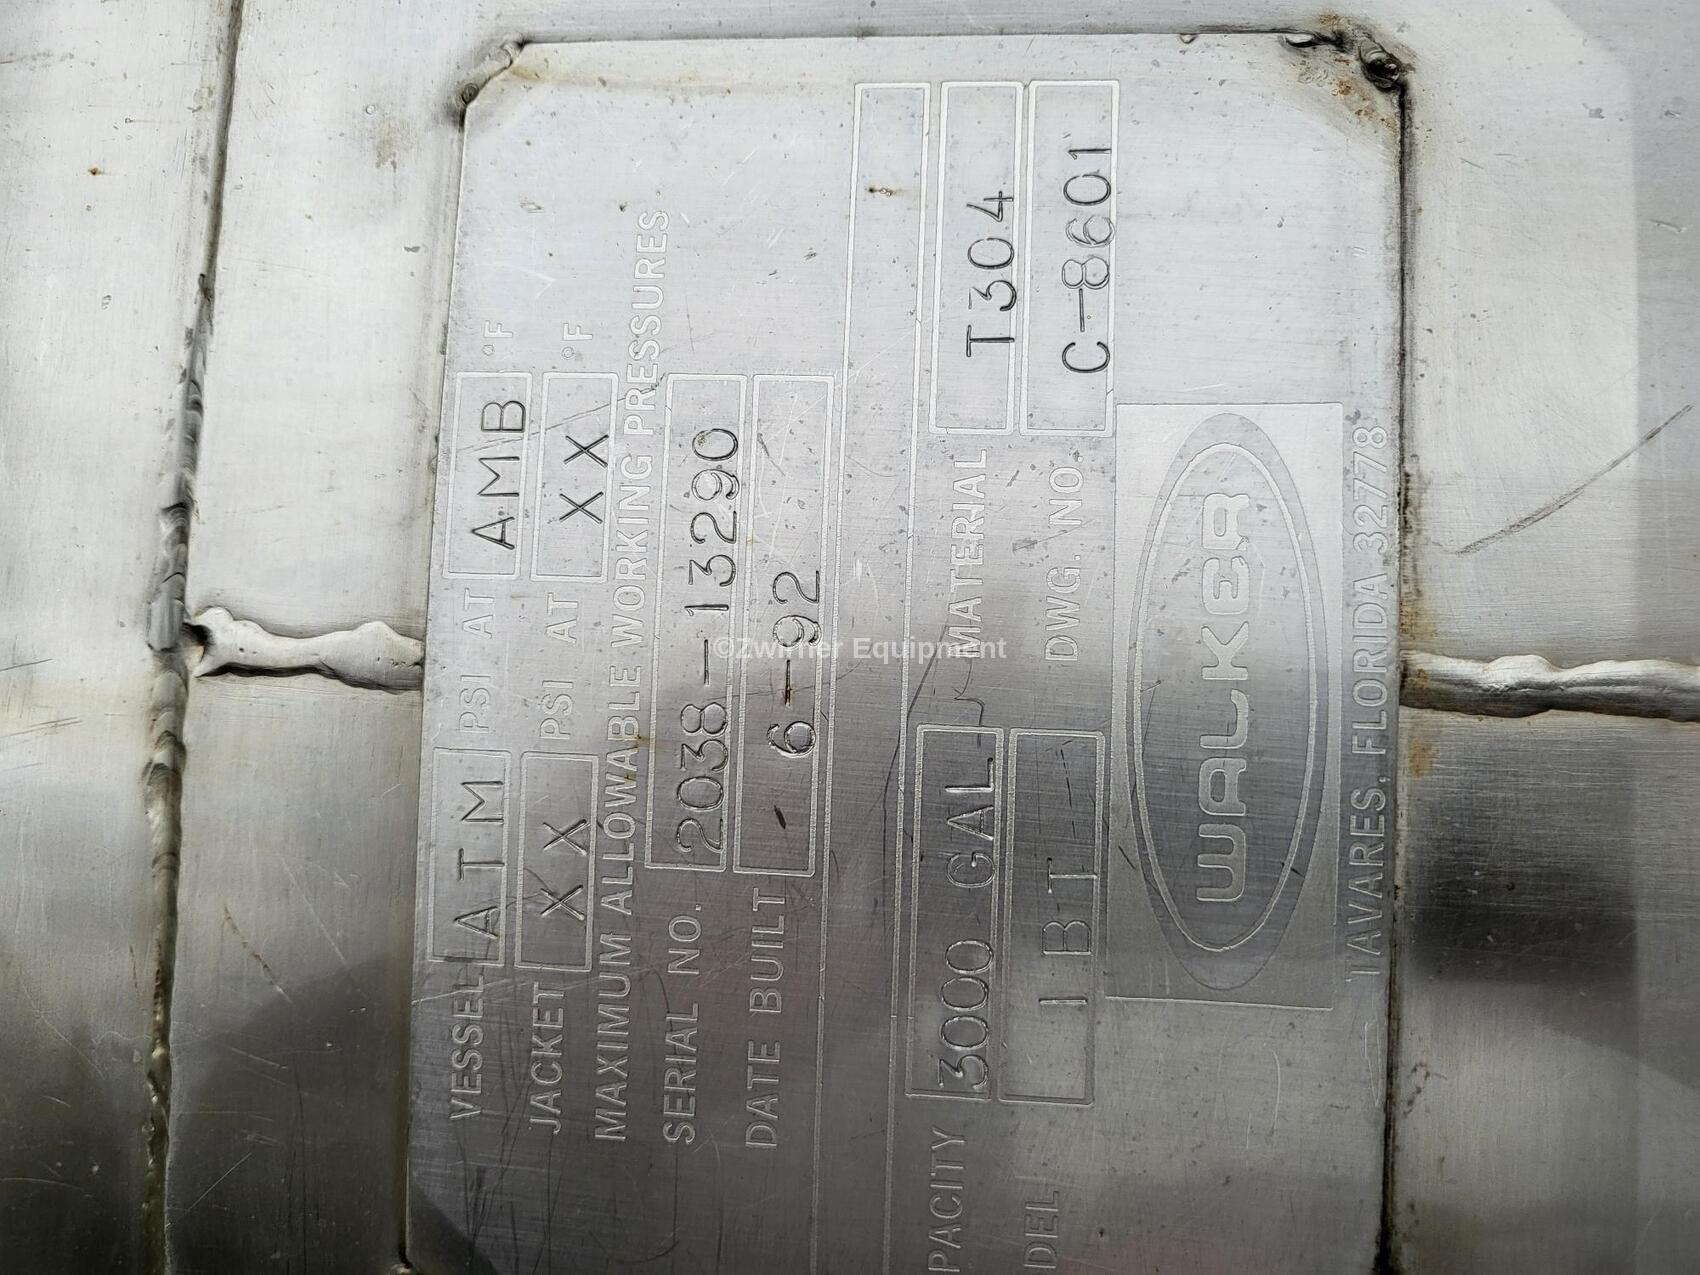 VESSEL ATM PSI AT AMB °F
JACKET XX PSI AT XX °F
MAXIMUM ALLOWABLE WORKING PRESSURES
SERIAL NO. 2038-13290
DATE BUILT 6-92
PACITY 3000 GAL MATERIAL T304
DEL IBT DWG. NO. C-8601
WALKER
TAVARES, FLORIDA 32778
©Zwirner Equipment